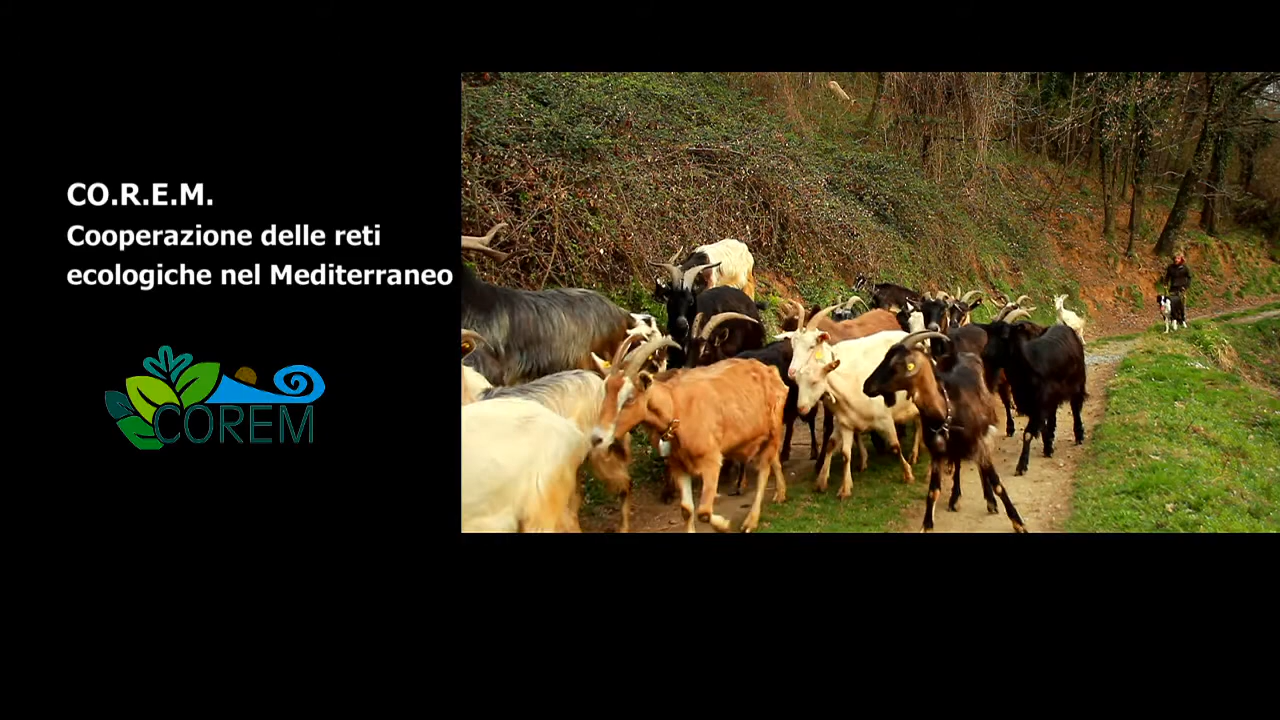 CO.R.E.M.
Cooperazione delle reti
ecologiche nel Mediterraneo
COREM